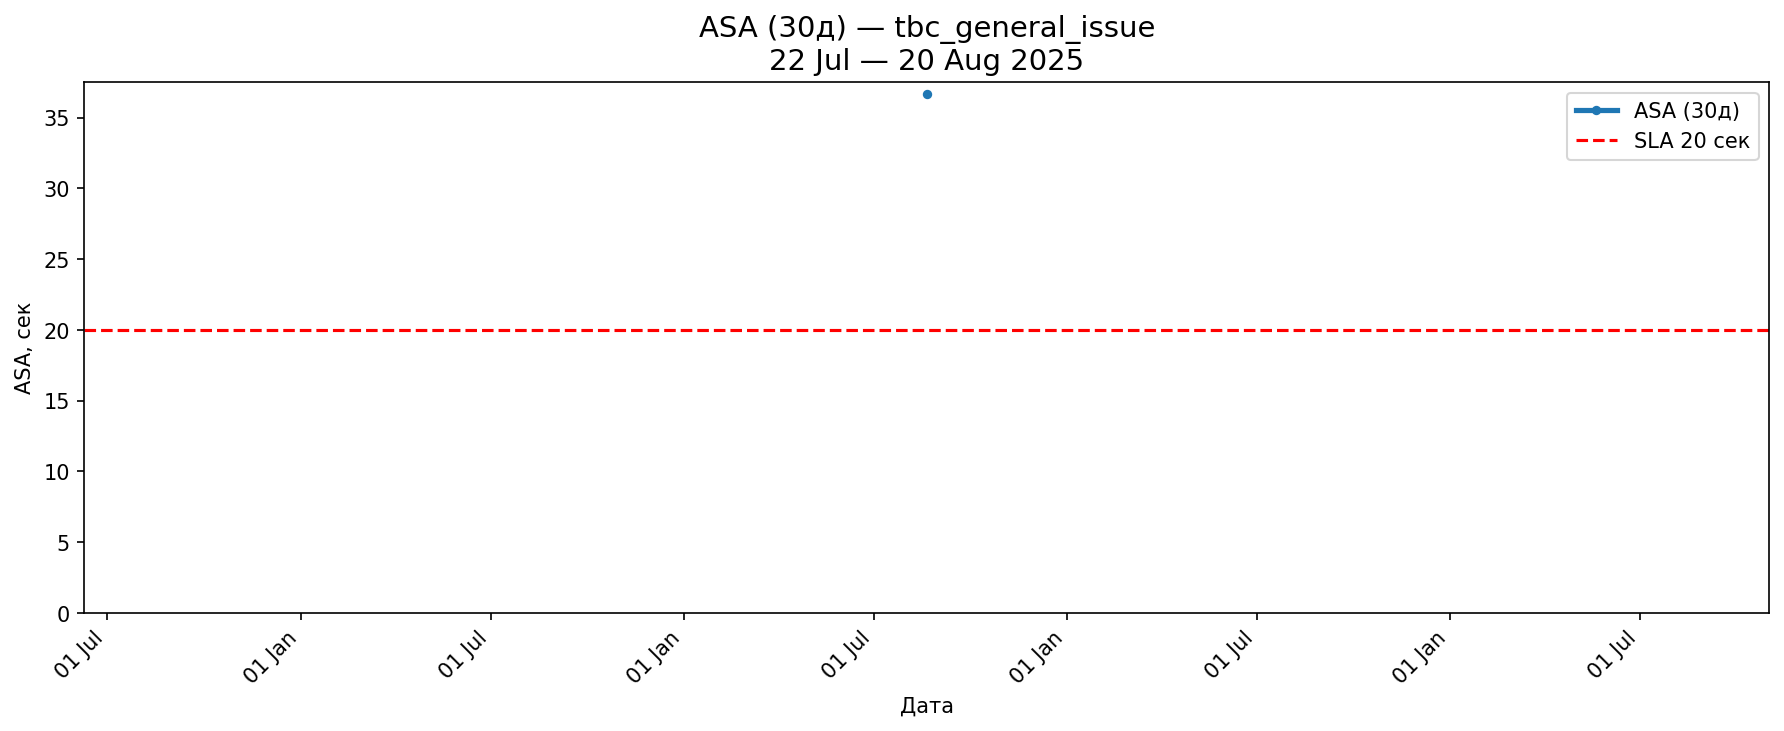 ASA (30д) — tbc_general_issue
22 Jul — 20 Aug 2025
ASA (30д)
SLA 20 сек
ASA, сек
35
30
25
20
15
10
5
0
01 Jul
01 Jan
01 Jul
01 Jan
01 Jul
01 Jan
01 Jul
01 Jan
01 Jul
Дата